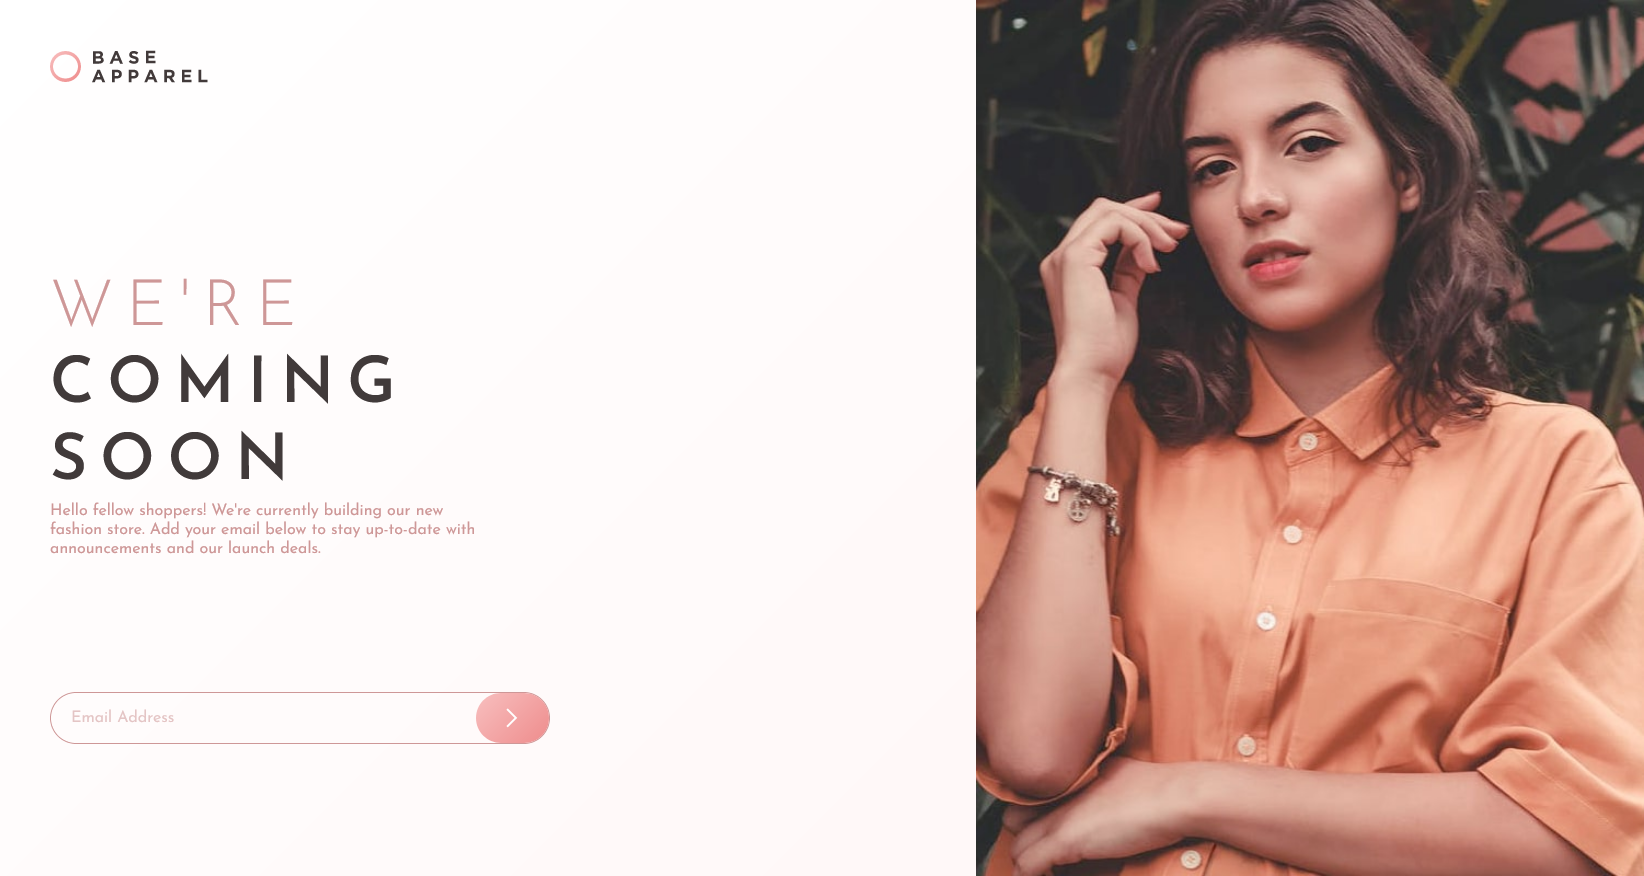 BASE
APPAREL
WE'RE
COMING
SOON
Hello fellow shoppers! We're currently building our new
fashion store. Add your email below to stay up-to-date with
announcements and our launch deals.
Email Address